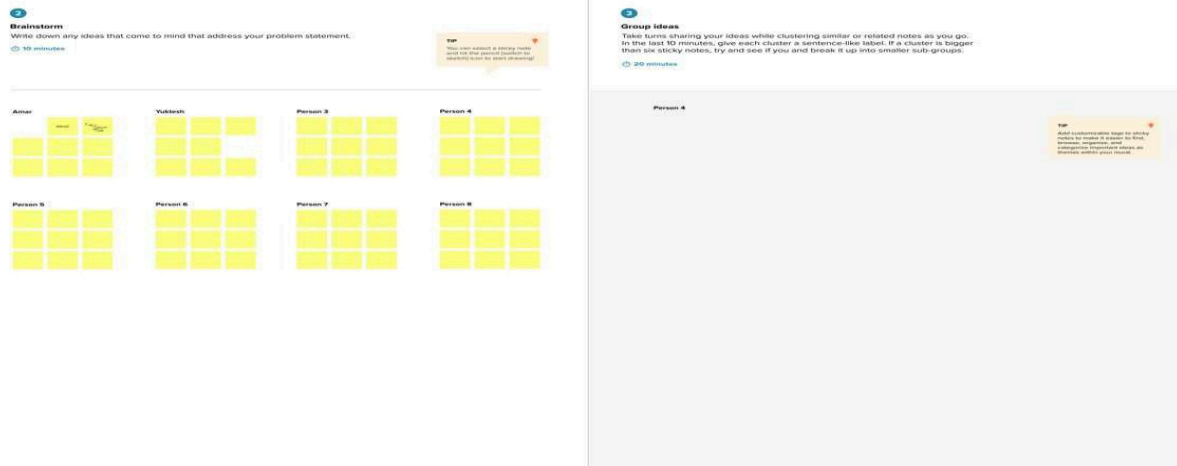 2
Brainstorm
Write down any ideas that come to mind that address your problem statement.
10 minutes
TIP
You can select a sticky note
and hit the pencil [switch to
sketch] icon to start drawing!
Amar
Yuktesh
Person 3
Person 4
Person 5
Person 6
Person 7
Person 8
3
Group ideas
Take turns sharing your ideas while clustering similar or related notes as you go.
In the last 10 minutes, give each cluster a sentence-like label. If a cluster is bigger
than six sticky notes, try and see if you and break it up into smaller sub-groups.
20 minutes
Person 4
TIP
Add customizable tags to sticky
notes to make it easier to find,
browse, organize, and
categorize important ideas as
themes within your mural.